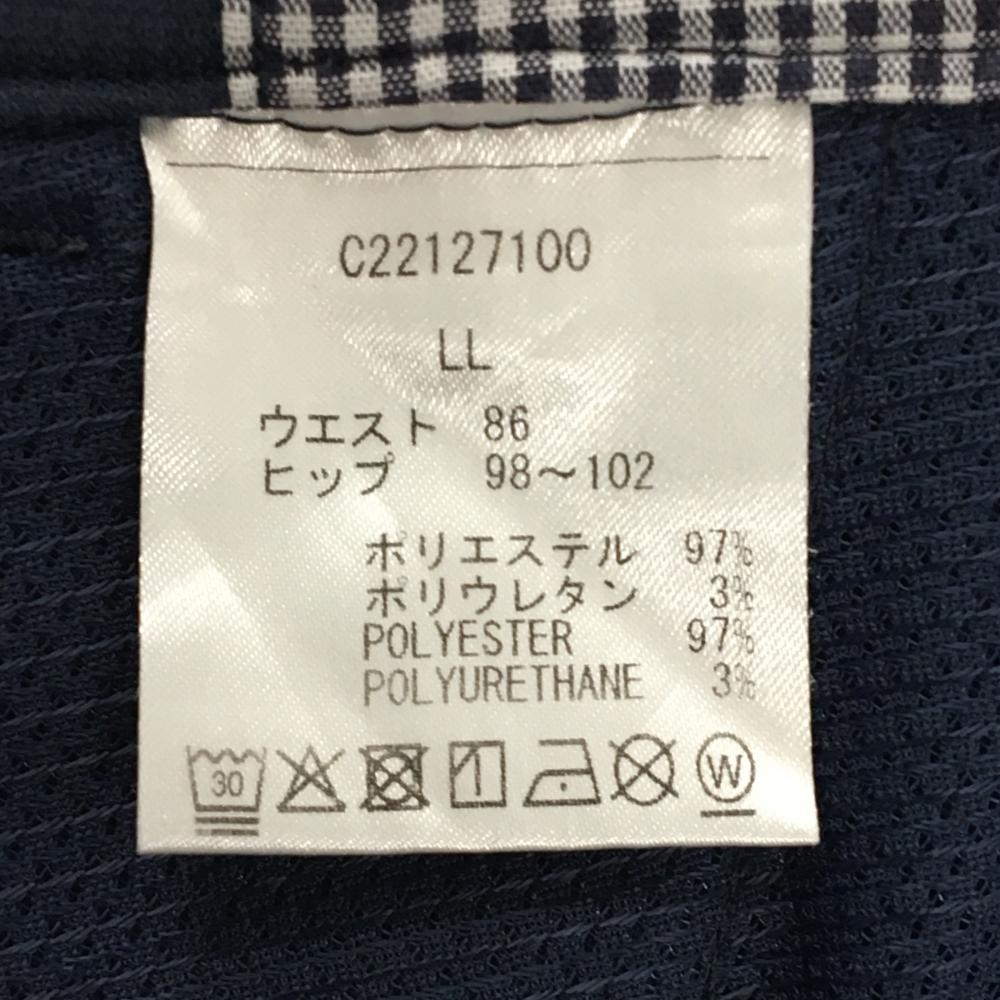 C22127100
LL
ウエスト 86
ヒップ 98〜102
ポリエステル 97%
ポリウレタン 3%
POLYESTER 97%
POLYURETHANE 3%
30 W